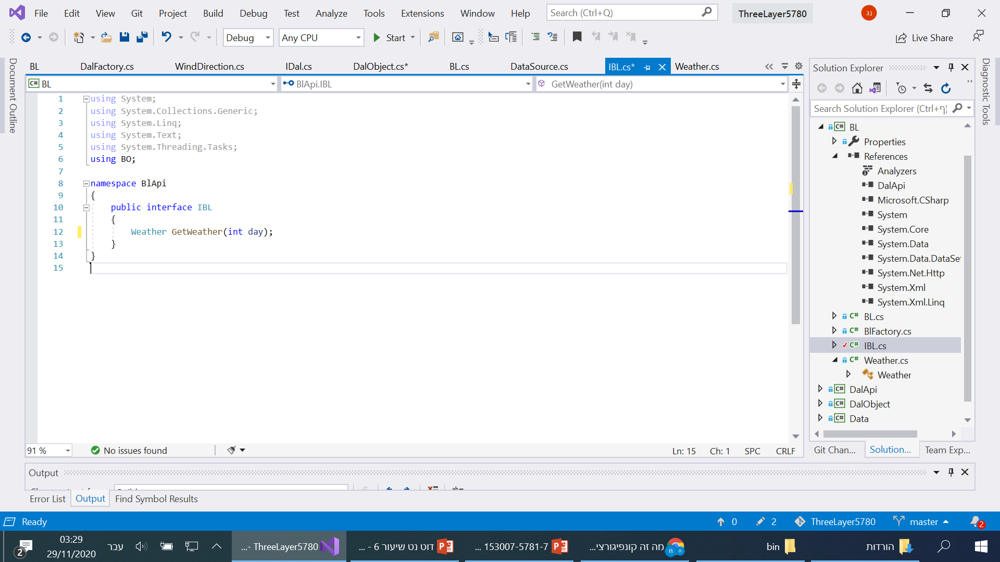 File Edit View Git Project Build Debug Test Analyze Tools Extensions Window Help Search (Ctrl+Q) ThreeLayer5780 נג
Debug Any CPU Start Live Share
Document Outline
BL DalFactory.cs WindDirection.cs IDal.cs DalObject.cs* BL.cs DataSource.cs IBL.cs* Weather.cs
C# BL BlApi.IBL GetWeather(int day)
1 using System;
2 using System.Collections.Generic;
3 using System.Linq;
4 using System.Text;
5 using System.Threading.Tasks;
6 using BO;
7
8 namespace BlApi
9 {
10 public interface IBL
11 {
12 Weather GetWeather(int day);
13 }
14 }
15
91 % No issues found Ln: 15 Ch: 1 SPC CRLF
Solution Explorer
Search Solution Explorer (Ctrl+ף)
C# BL
Properties
References
Analyzers
DalApi
Microsoft.CSharp
System
System.Core
System.Data
System.Data.DataSe
System.Net.Http
System.Xml
System.Xml.Linq
C# BL.cs
C# BlFactory.cs
C# IBL.cs
C# Weather.cs
Weather
C# DalApi
C# DalObject
C# Data
Git Chan... Solution... Team Exp...
Diagnostic Tools
Output
Error List Output Find Symbol Results
Ready 0 2 ThreeLayer5780 master 2
2 03:29 29/11/2020 עבר ...- ThreeLayer5780 דוט נט שיעור 6 - ... 153007-5781-7 ... מה זה קונפיגורצי... bin הורדות